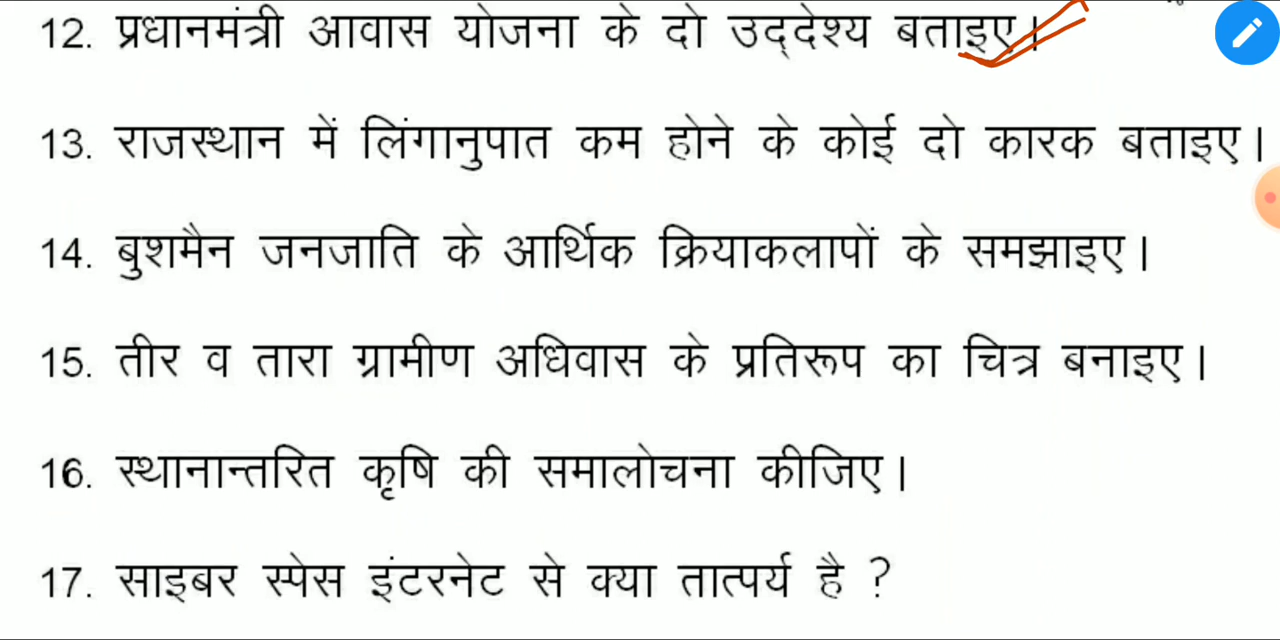 12. प्रधानमंत्री आवास योजना के दो उद्देश्य बताइए।
13. राजस्थान में लिंगानुपात कम होने के कोई दो कारक बताइए।
14. बुशमैन जनजाति के आर्थिक क्रियाकलापों के समझाइए।
15. तीर व तारा ग्रामीण अधिवास के प्रतिरूप का चित्र बनाइए।
16. स्थानान्तरित कृषि की समालोचना कीजिए।
17. साइबर स्पेस इंटरनेट से क्या तात्पर्य है ?